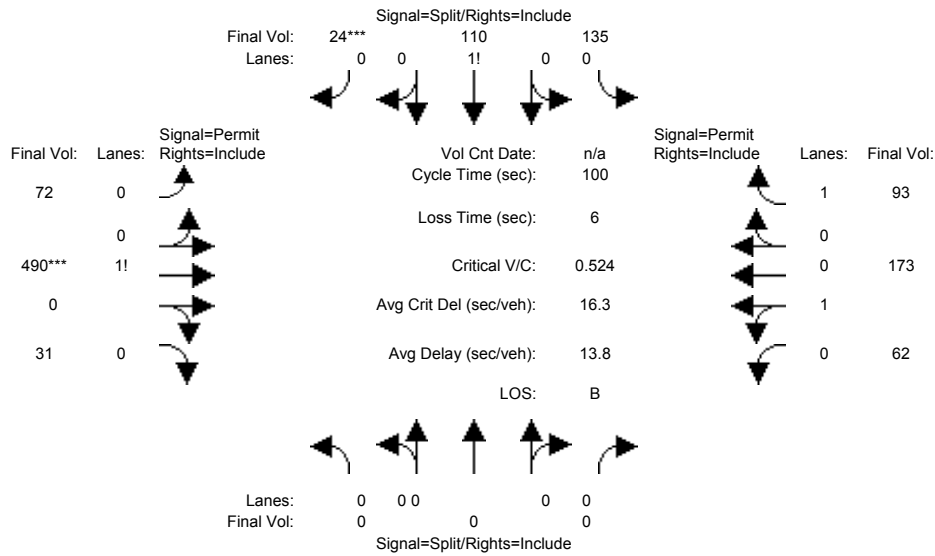 Signal=Split/Rights=Include
Final Vol: 24*** 110 135
Lanes: 0 0 1! 0 0
Signal=Permit Signal=Permit
Final Vol: Lanes: Rights=Include Vol Cnt Date: n/a Rights=Include Lanes: Final Vol:
Cycle Time (sec): 100
72 0 1 93
Loss Time (sec): 6
0 0
490*** 1! Critical V/C: 0.524 0 173
0 0 Avg Crit Del (sec/veh): 16.3 1
31 0 Avg Delay (sec/veh): 13.8 0 62
LOS: B
Lanes: 0 0 0 0 0
Final Vol: 0 0 0
Signal=Split/Rights=Include